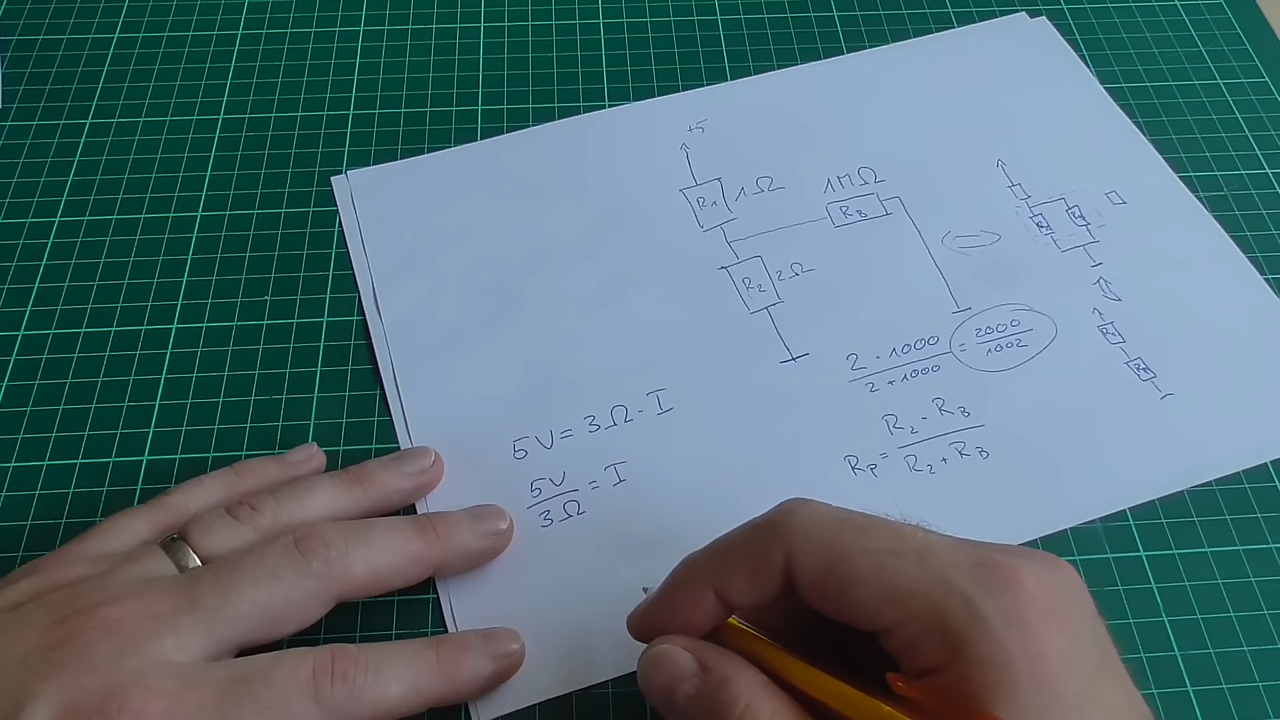 +5
R1 1Ω
1MΩ
RB
R2 2Ω
2 · 1000 / 2 + 1000 = 2000 / 1002
RP = R2 · RB / R2 + RB
5V = 3Ω · I
5V / 3Ω = I